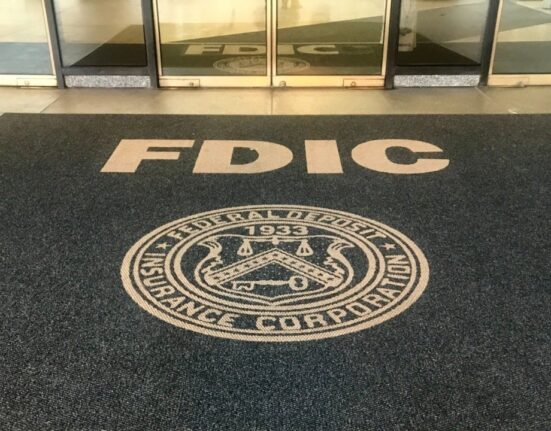 FDIC
FDIC
FEDERAL DEPOSIT
1933
INSURANCE CORPORATION